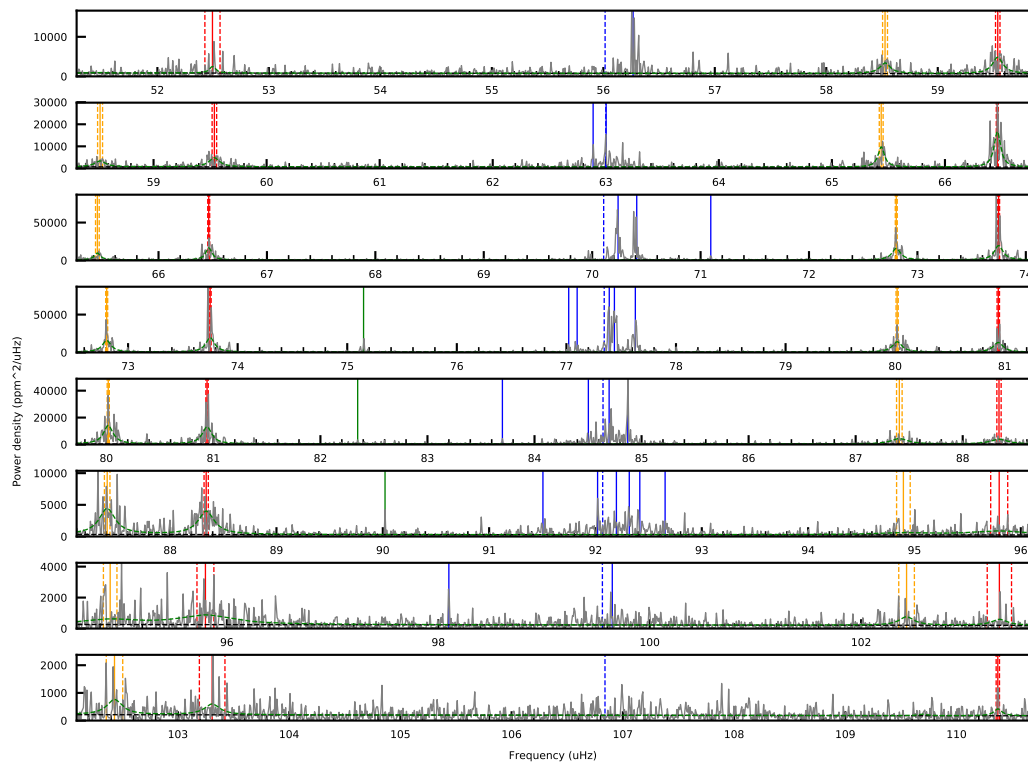 10000
0
52 53 54 55 56 57 58 59
30000
20000
10000
0
59 60 61 62 63 64 65 66
50000
0
66 67 68 69 70 71 72 73 74
50000
0
73 74 75 76 77 78 79 80 81
Power density (ppm^2/uHz)
40000
20000
0
80 81 82 83 84 85 86 87 88
10000
5000
0
88 89 90 91 92 93 94 95 96
4000
2000
0
96 98 100 102
2000
1000
0
103 104 105 106 107 108 109 110
Frequency (uHz)